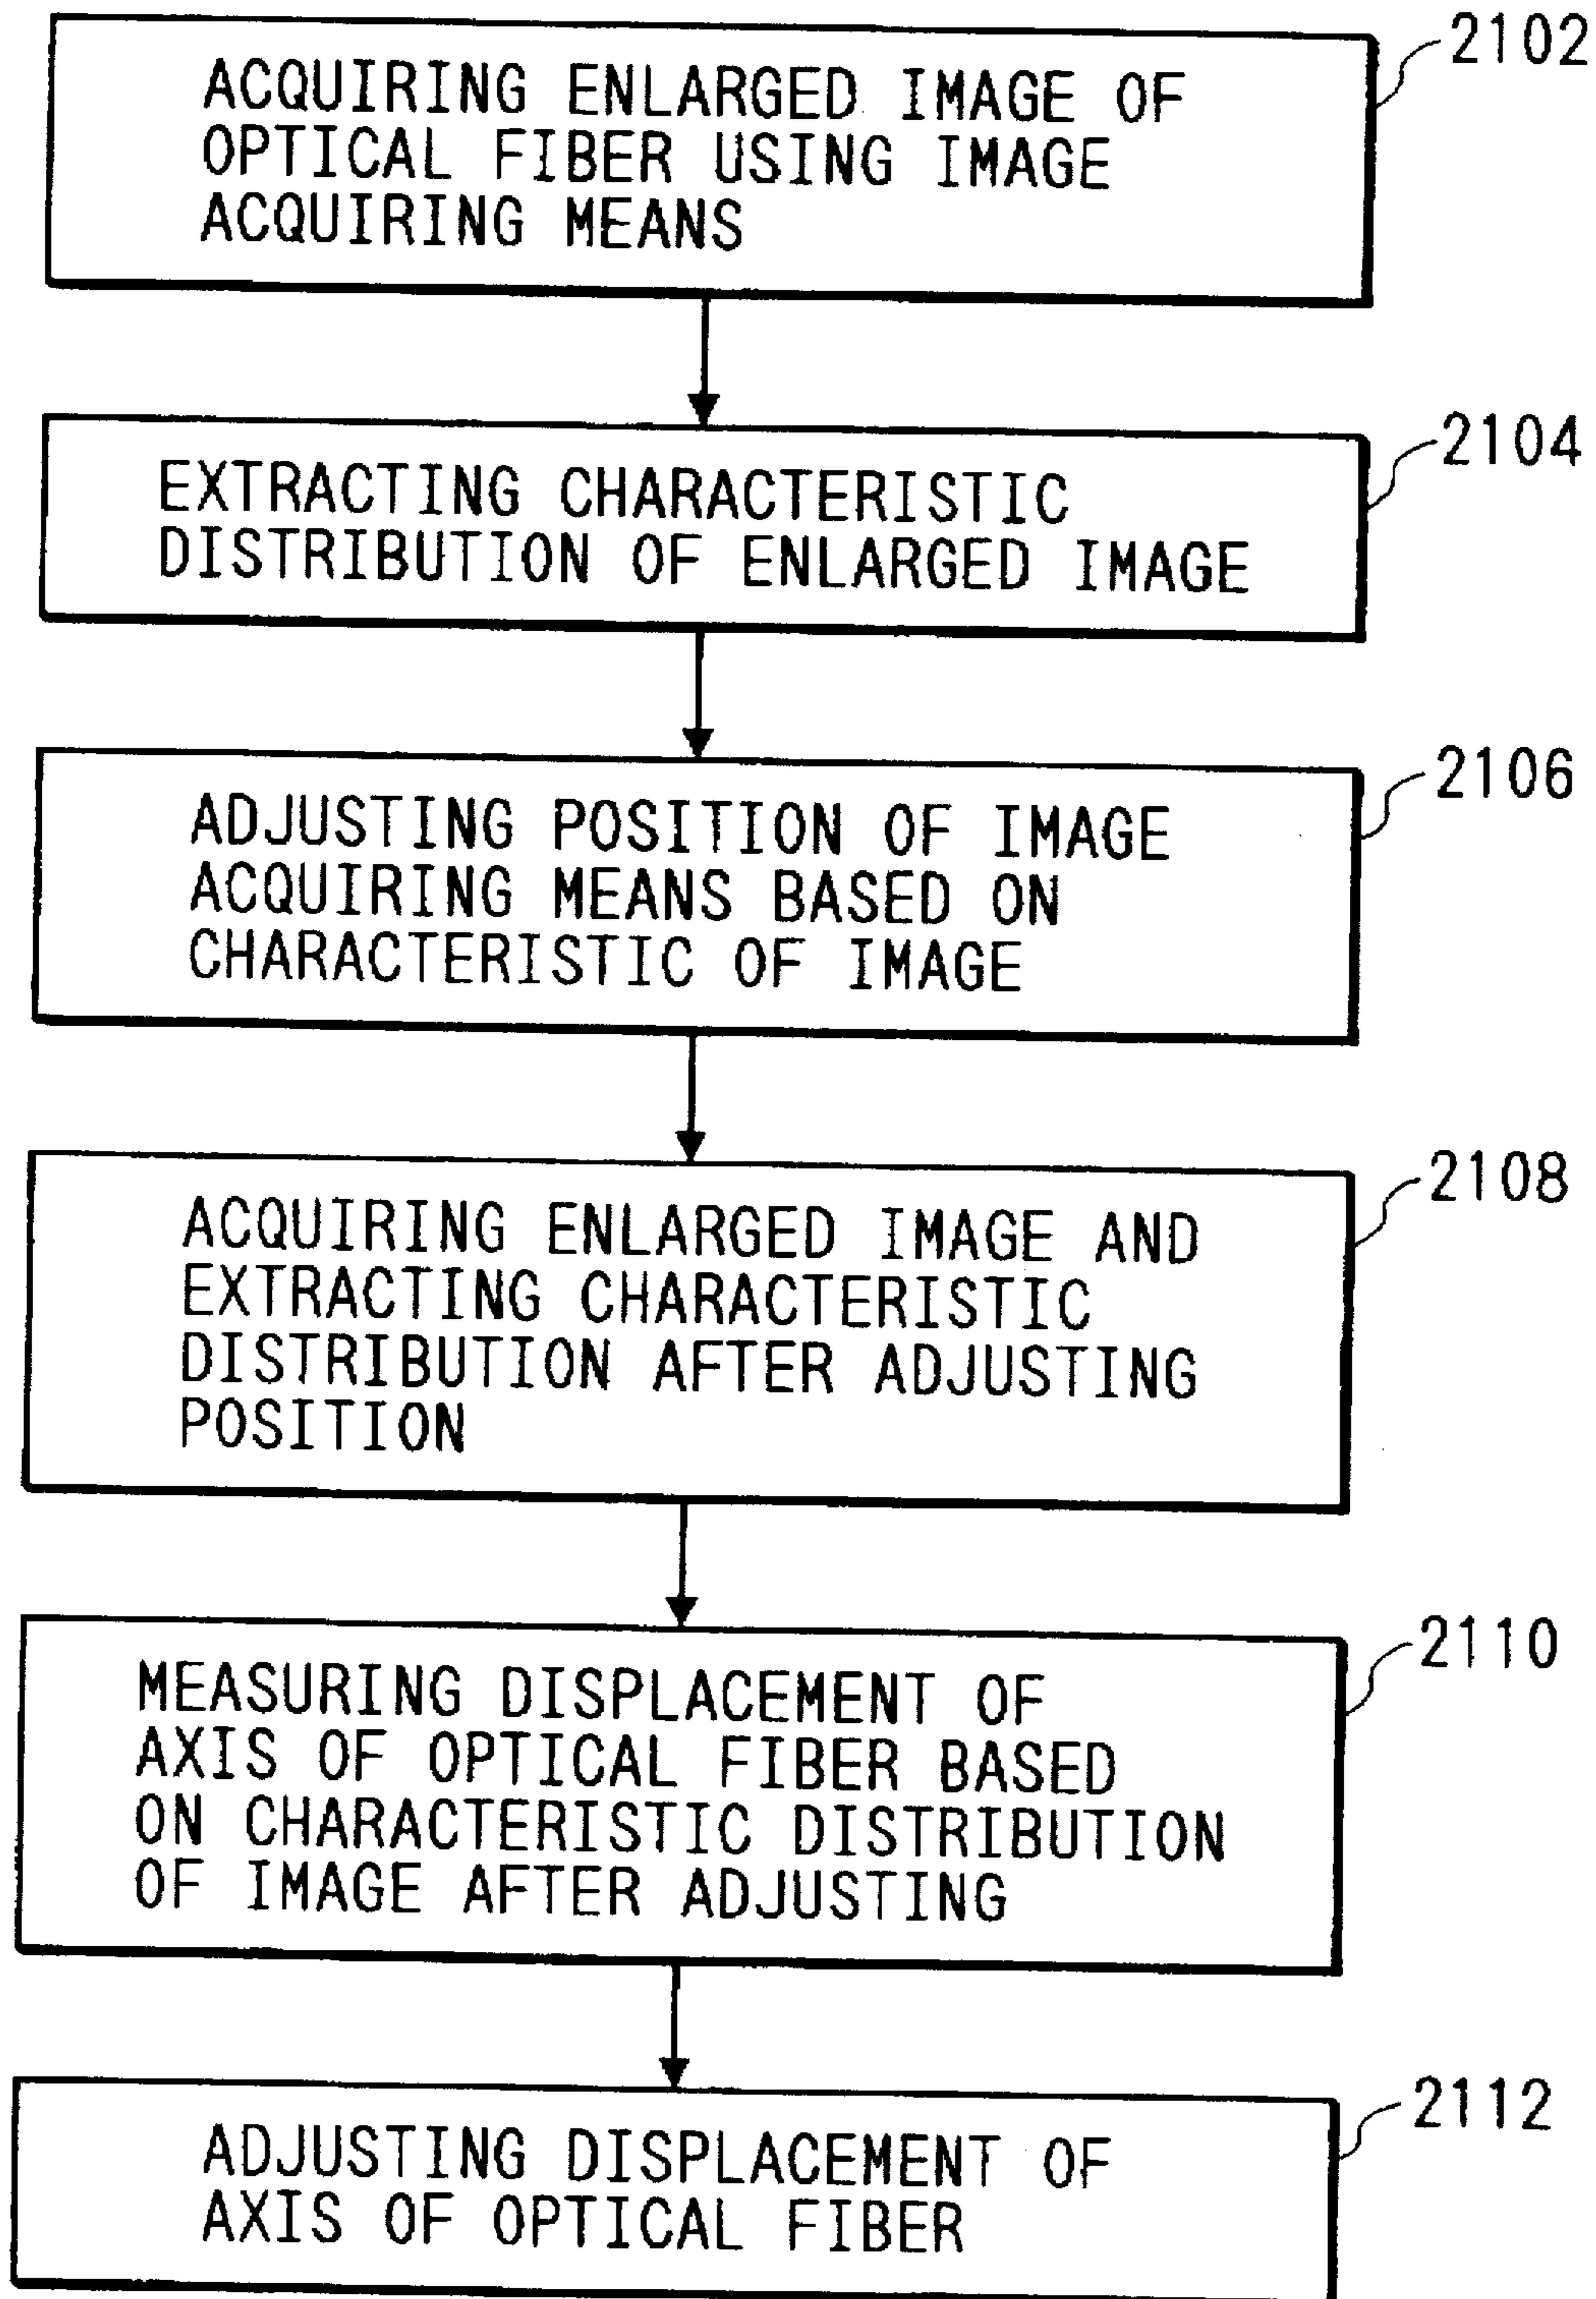 2102
ACQUIRING ENLARGED IMAGE OF
OPTICAL FIBER USING IMAGE
ACQUIRING MEANS
2104
EXTRACTING CHARACTERISTIC
DISTRIBUTION OF ENLARGED IMAGE
2106
ADJUSTING POSITION OF IMAGE
ACQUIRING MEANS BASED ON
CHARACTERISTIC OF IMAGE
2108
ACQUIRING ENLARGED IMAGE AND
EXTRACTING CHARACTERISTIC
DISTRIBUTION AFTER ADJUSTING
POSITION
2110
MEASURING DISPLACEMENT OF
AXIS OF OPTICAL FIBER BASED
ON CHARACTERISTIC DISTRIBUTION
OF IMAGE AFTER ADJUSTING
2112
ADJUSTING DISPLACEMENT OF
AXIS OF OPTICAL FIBER